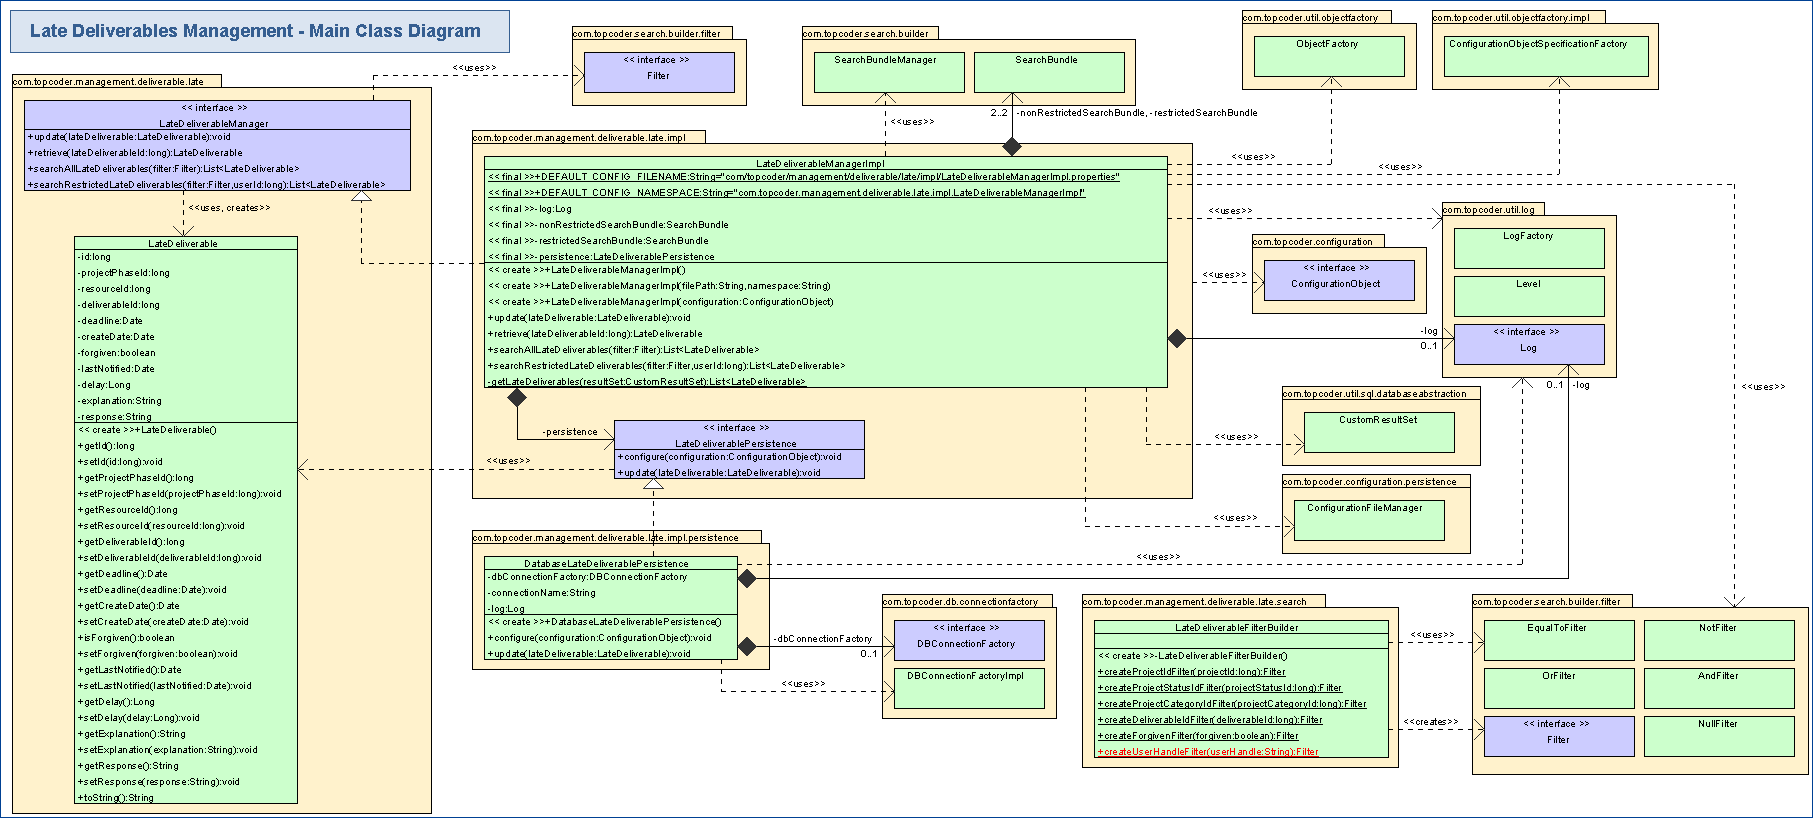 Late Deliverables Management - Main Class Diagram
com.topcoder.management.deliverable.late
<< interface >>
LateDeliverableManager
+update(lateDeliverable:LateDeliverable):void
+retrieve(lateDeliverableId:long):LateDeliverable
+searchAllLateDeliverables(filter:Filter):List<LateDeliverable>
+searchRestrictedLateDeliverables(filter:Filter,userId:long):List<LateDeliverable>
<<uses, creates>>
LateDeliverable
-id:long
-projectPhaseId:long
-resourceId:long
-deliverableId:long
-deadline:Date
-createDate:Date
-forgiven:boolean
-lastNotified:Date
-delay:Long
-explanation:String
-response:String
<< create >>+LateDeliverable()
+getId():long
+setId(id:long):void
+getProjectPhaseId():long
+setProjectPhaseId(projectPhaseId:long):void
+getResourceId():long
+setResourceId(resourceId:long):void
+getDeliverableId():long
+setDeliverableId(deliverableId:long):void
+getDeadline():Date
+setDeadline(deadline:Date):void
+getCreateDate():Date
+setCreateDate(createDate:Date):void
+isForgiven():boolean
+setForgiven(forgiven:boolean):void
+getLastNotified():Date
+setLastNotified(lastNotified:Date):void
+getDelay():Long
+setDelay(delay:Long):void
+getExplanation():String
+setExplanation(explanation:String):void
+getResponse():String
+setResponse(response:String):void
+toString():String
<<uses>>
com.topcoder.search.builder.filter
<< interface >>
Filter
com.topcoder.search.builder
SearchBundleManager
SearchBundle
<<uses>>
2..2
-nonRestrictedSearchBundle, -restrictedSearchBundle
com.topcoder.util.objectfactory
ObjectFactory
com.topcoder.util.objectfactory.impl
ConfigurationObjectSpecificationFactory
com.topcoder.management.deliverable.late.impl
LateDeliverableManagerImpl
<< final >>+DEFAULT_CONFIG_FILENAME:String="com/topcoder/management/deliverable/late/impl/LateDeliverableManagerImpl.properties"
<< final >>+DEFAULT_CONFIG_NAMESPACE:String="com.topcoder.management.deliverable.late.impl.LateDeliverableManagerImpl"
<< final >>-log:Log
<< final >>-nonRestrictedSearchBundle:SearchBundle
<< final >>-restrictedSearchBundle:SearchBundle
<< final >>-persistence:LateDeliverablePersistence
<< create >>+LateDeliverableManagerImpl()
<< create >>+LateDeliverableManagerImpl(filePath:String,namespace:String)
<< create >>+LateDeliverableManagerImpl(configuration:ConfigurationObject)
+update(lateDeliverable:LateDeliverable):void
+retrieve(lateDeliverableId:long):LateDeliverable
+searchAllLateDeliverables(filter:Filter):List<LateDeliverable>
+searchRestrictedLateDeliverables(filter:Filter,userId:long):List<LateDeliverable>
-getLateDeliverables(resultSet:CustomResultSet):List<LateDeliverable>
<<uses>>
<<uses>>
<<uses>>
<<uses>>
<<uses>>
com.topcoder.util.log
LogFactory
Level
<< interface >>
Log
com.topcoder.configuration
<< interface >>
ConfigurationObject
-log
0..1
0..1
-log
com.topcoder.util.sql.databaseabstraction
CustomResultSet
<<uses>>
com.topcoder.configuration.persistence
ConfigurationFileManager
<<uses>>
-persistence
<< interface >>
LateDeliverablePersistence
+configure(configuration:ConfigurationObject):void
+update(lateDeliverable:LateDeliverable):void
<<uses>>
com.topcoder.management.deliverable.late.impl.persistence
DatabaseLateDeliverablePersistence
-dbConnectionFactory:DBConnectionFactory
-connectionName:String
-log:Log
<< create >>+DatabaseLateDeliverablePersistence()
+configure(configuration:ConfigurationObject):void
+update(lateDeliverable:LateDeliverable):void
<<uses>>
-dbConnectionFactory
0..1
<<uses>>
com.topcoder.db.connectionfactory
<< interface >>
DBConnectionFactory
DBConnectionFactoryImpl
com.topcoder.management.deliverable.late.search
LateDeliverableFilterBuilder
<< create >>-LateDeliverableFilterBuilder()
+createProjectIdFilter(projectId:long):Filter
+createProjectStatusIdFilter(projectStatusId:long):Filter
+createProjectCategoryIdFilter(projectCategoryId:long):Filter
+createDeliverableIdFilter(deliverableId:long):Filter
+createForgivenFilter(forgiven:boolean):Filter
+createUserHandleFilter(userHandle:String):Filter
<<uses>>
<<creates>>
com.topcoder.search.builder.filter
EqualToFilter
NotFilter
OrFilter
AndFilter
<< interface >>
Filter
NullFilter